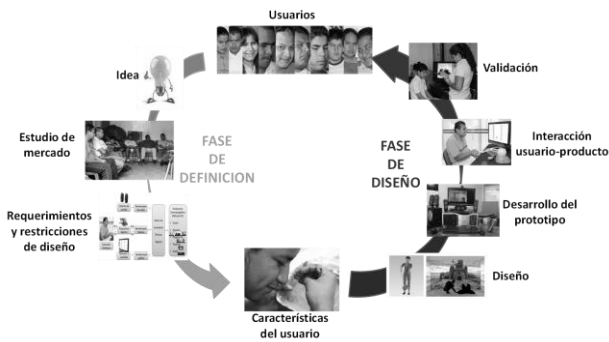 Usuarios
Idea
Validación
Estudio de
mercado
FASE
DE
DEFINICION
FASE
DE
DISEÑO
Interacción
usuario-producto
Requerimientos
y restricciones
de diseño
Desarrollo del
prototipo
Diseño
Características
del usuario